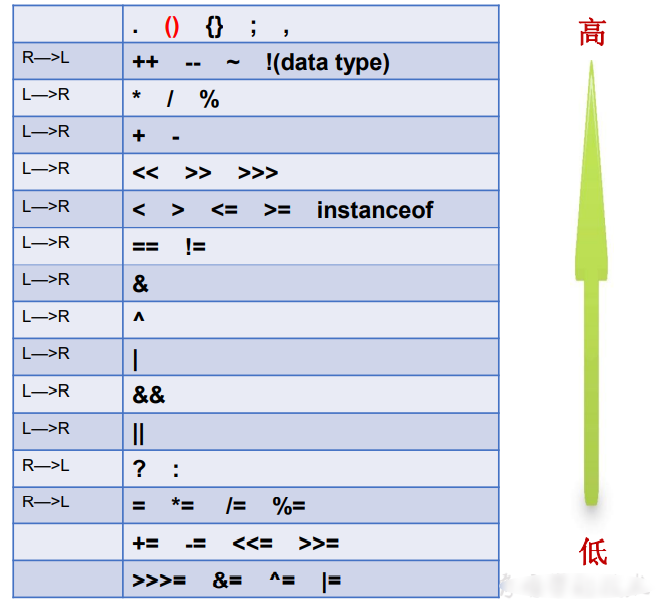 . () {} ; ,
高
R—>L ++ -- ~ !(data type)
L—>R * / %
L—>R + -
L—>R << >> >>>
L—>R < > <= >= instanceof
L—>R == !=
L—>R &
L—>R ^
L—>R |
L—>R &&
L—>R ||
R—>L ? :
R—>L = *= /= %=
+= -= <<= >>=
低
>>>= &= ^= |=